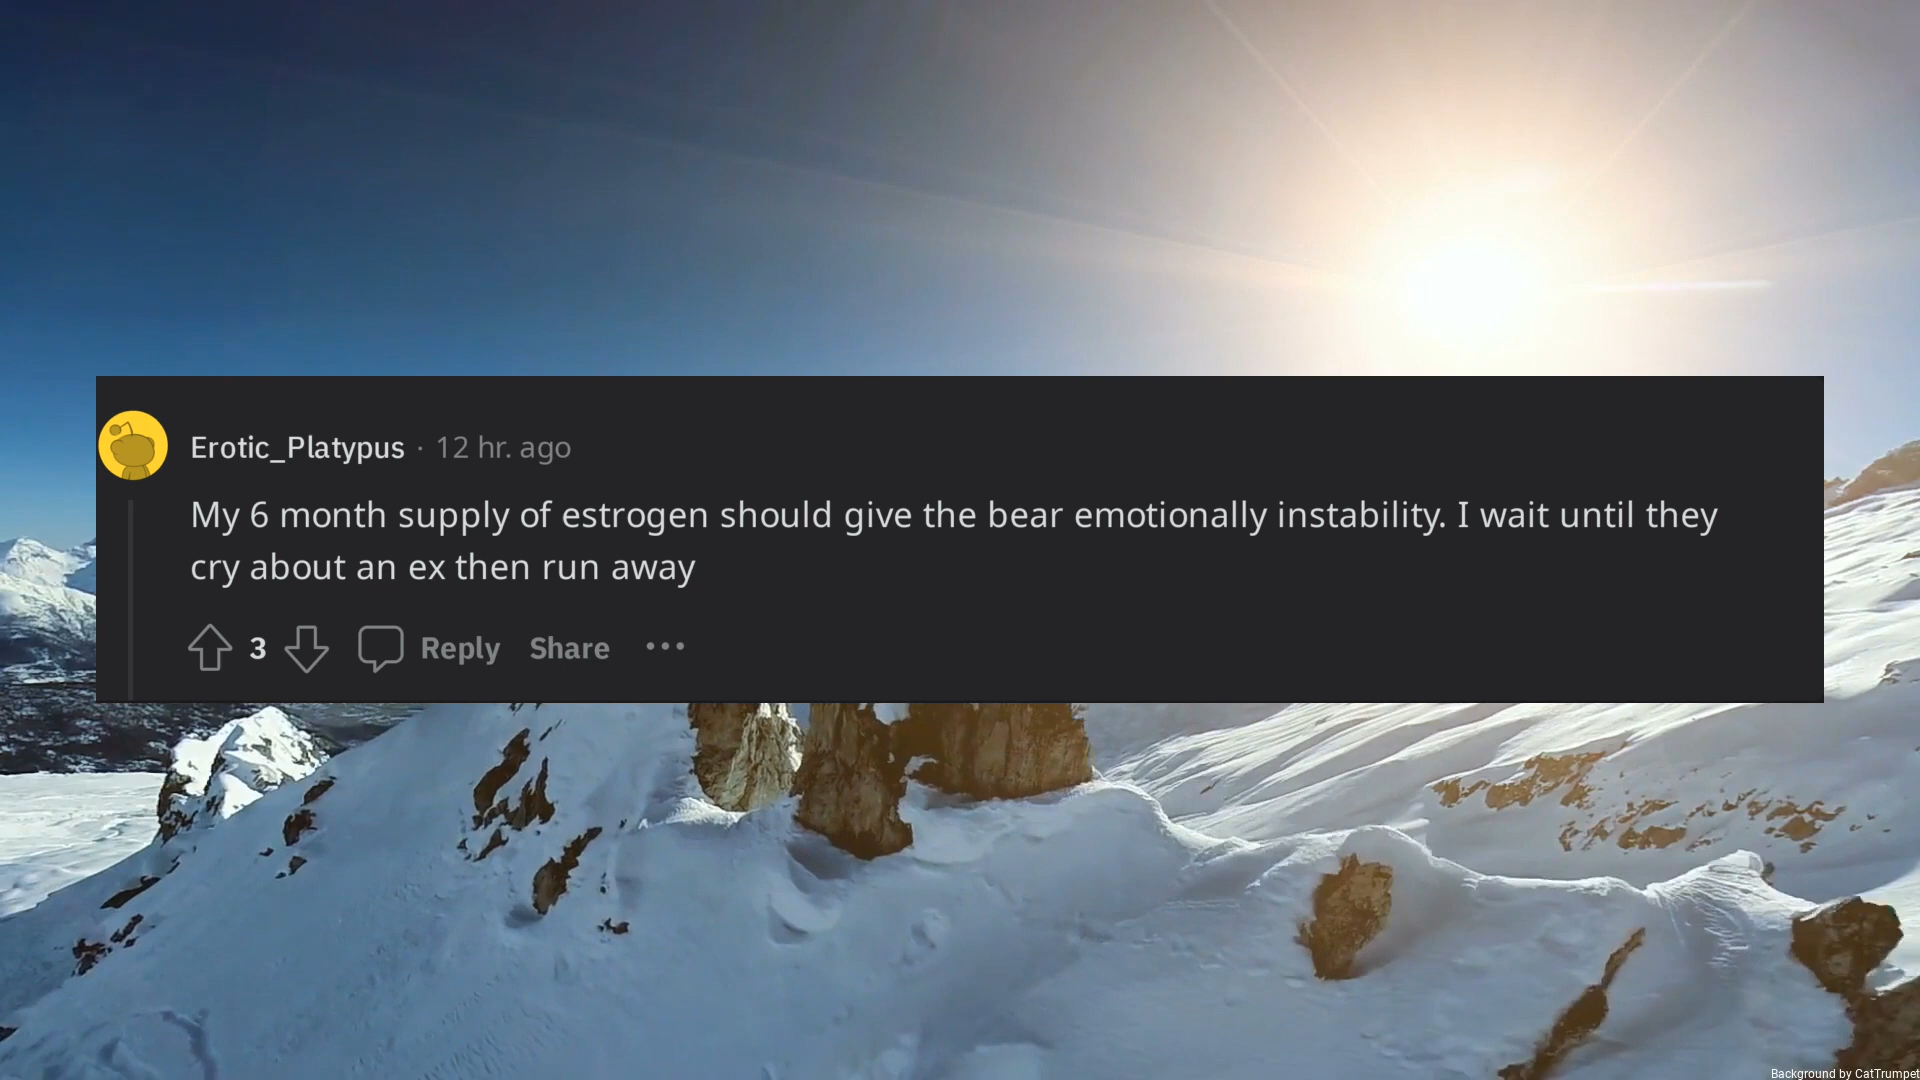 Erotic_Platypus · 12 hr. ago
My 6 month supply of estrogen should give the bear emotionally instability. I wait until they
cry about an ex then run away
3 Reply Share •••
Background by CatTrumpet